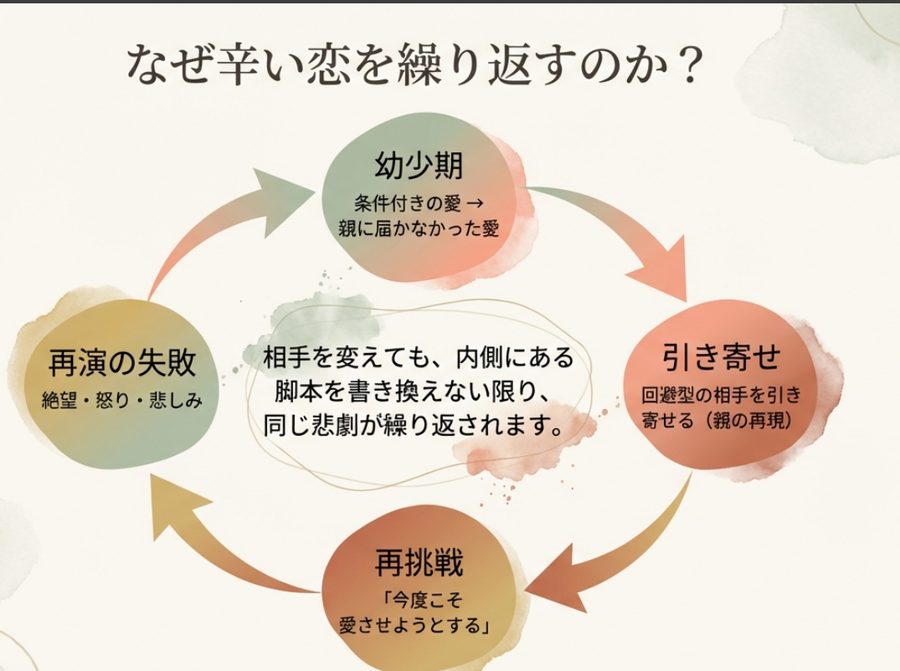 なぜ辛い恋を繰り返すのか？
幼少期
条件付きの愛 →
親に届かなかった愛
引き寄せ
回避型の相手を引き
寄せる（親の再現）
再挑戦
「今度こそ
愛させようとする」
再演の失敗
絶望・怒り・悲しみ
相手を変えても、内側にある
脚本を書き換えない限り、
同じ悲劇が繰り返されます。